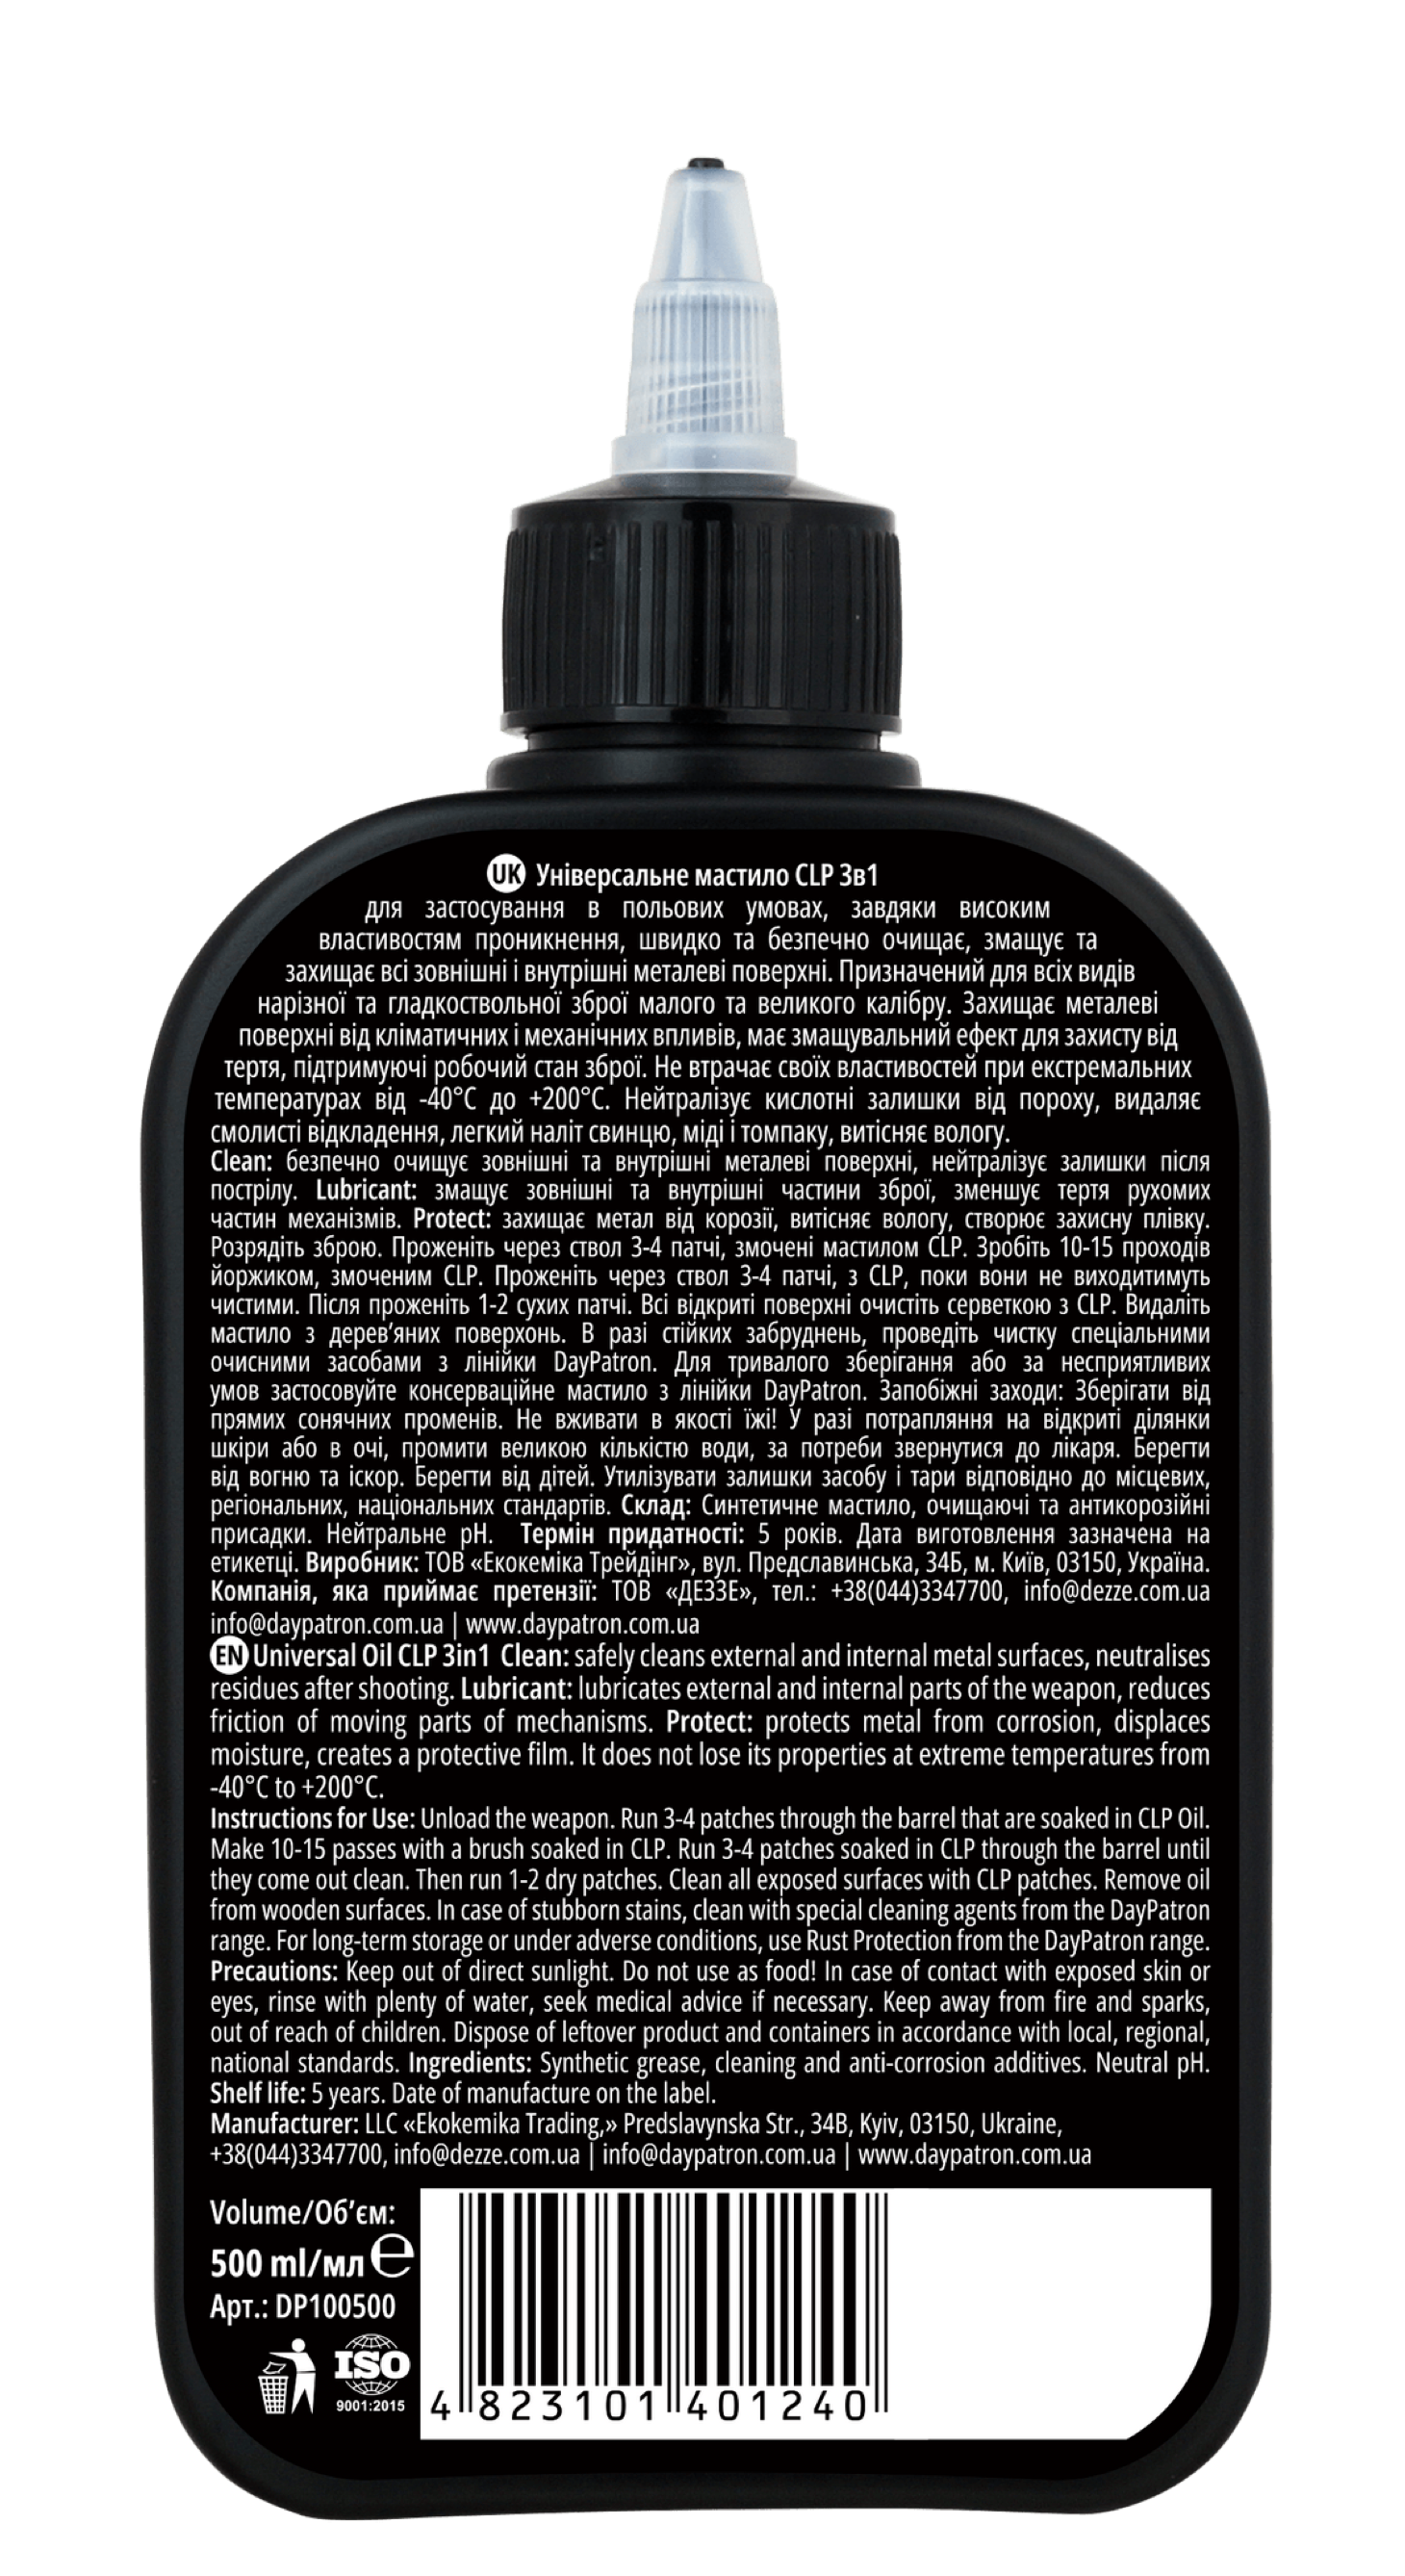 UK Універсальне мастило CLP 3в1
для застосування в польових умовах, завдяки високим
властивостям проникнення, швидко та безпечно очищає, змащує та
захищає всі зовнішні і внутрішні металеві поверхні. Призначений для всіх видів
нарізної та гладкоствольної зброї малого та великого калібру. Захищає металеві
поверхні від кліматичних і механічних впливів, має змащувальний ефект для захисту від
тертя, підтримуючі робочий стан зброї. Не втрачає своїх властивостей при екстремальних
температурах від -40°C до +200°C. Нейтралізує кислотні залишки від пороху, видаляє
смолисті відкладення, легкий наліт свинцю, міді і томпаку, витісняє вологу.
Clean: безпечно очищує зовнішні та внутрішні металеві поверхні, нейтралізує залишки після
пострілу. Lubricant: змащує зовнішні та внутрішні частини зброї, зменшує тертя рухомих
частин механізмів. Protect: захищає метал від корозії, витісняє вологу, створює захисну плівку.
Розрядіть зброю. Проженіть через ствол 3-4 патчі, змочені мастилом CLP. Зробіть 10-15 проходів
йоржиком, змоченим CLP. Проженіть через ствол 3-4 патчі, з CLP, поки вони не виходитимуть
чистими. Після проженіть 1-2 сухих патчі. Всі відкриті поверхні очистіть серветкою з CLP. Видаліть
мастило з дерев’яних поверхонь. В разі стійких забруднень, проведіть чистку спеціальними
очисними засобами з лінійки DayPatron. Для тривалого зберігання або за несприятливих
умов застосовуйте консерваційне мастило з лінійки DayPatron. Запобіжні заходи: Зберігати від
прямих сонячних променів. Не вживати в якості їжі! У разі потрапляння на відкриті ділянки
шкіри або в очі, промити великою кількістю води, за потреби звернутися до лікаря. Берегти
від вогню та іскор. Берегти від дітей. Утилізувати залишки засобу і тари відповідно до місцевих,
регіональних, національних стандартів. Склад: Синтетичне мастило, очищаючі та антикорозійні
присадки. Нейтральне pH. Термін придатності: 5 років. Дата виготовлення зазначена на
етикетці. Виробник: ТОВ «Екокеміка Трейдінг», вул. Предславинська, 34Б, м. Київ, 03150, Україна.
Компанія, яка приймає претензії: ТОВ «ДЕЗЗЕ», тел.: +38(044)3347700, info@dezze.com.ua
info@daypatron.com.ua | www.daypatron.com.ua
EN Universal Oil CLP 3in1 Clean: safely cleans external and internal metal surfaces, neutralises
residues after shooting. Lubricant: lubricates external and internal parts of the weapon, reduces
friction of moving parts of mechanisms. Protect: protects metal from corrosion, displaces
moisture, creates a protective film. It does not lose its properties at extreme temperatures from
-40°C to +200°C.
Instructions for Use: Unload the weapon. Run 3-4 patches through the barrel that are soaked in CLP Oil.
Make 10-15 passes with a brush soaked in CLP. Run 3-4 patches soaked in CLP through the barrel until
they come out clean. Then run 1-2 dry patches. Clean all exposed surfaces with CLP patches. Remove oil
from wooden surfaces. In case of stubborn stains, clean with special cleaning agents from the DayPatron
range. For long-term storage or under adverse conditions, use Rust Protection from the DayPatron range.
Precautions: Keep out of direct sunlight. Do not use as food! In case of contact with exposed skin or
eyes, rinse with plenty of water, seek medical advice if necessary. Keep away from fire and sparks,
out of reach of children. Dispose of leftover product and containers in accordance with local, regional,
national standards. Ingredients: Synthetic grease, cleaning and anti-corrosion additives. Neutral pH.
Shelf life: 5 years. Date of manufacture on the label.
Manufacturer: LLC «Ekokemika Trading,» Predslavynska Str., 34B, Kyiv, 03150, Ukraine,
+38(044)3347700, info@dezze.com.ua | info@daypatron.com.ua | www.daypatron.com.ua
Volume/Об’єм:
500 ml/мл ℮
Арт.: DP100500
ISO
9001:2015
4 823101 401240